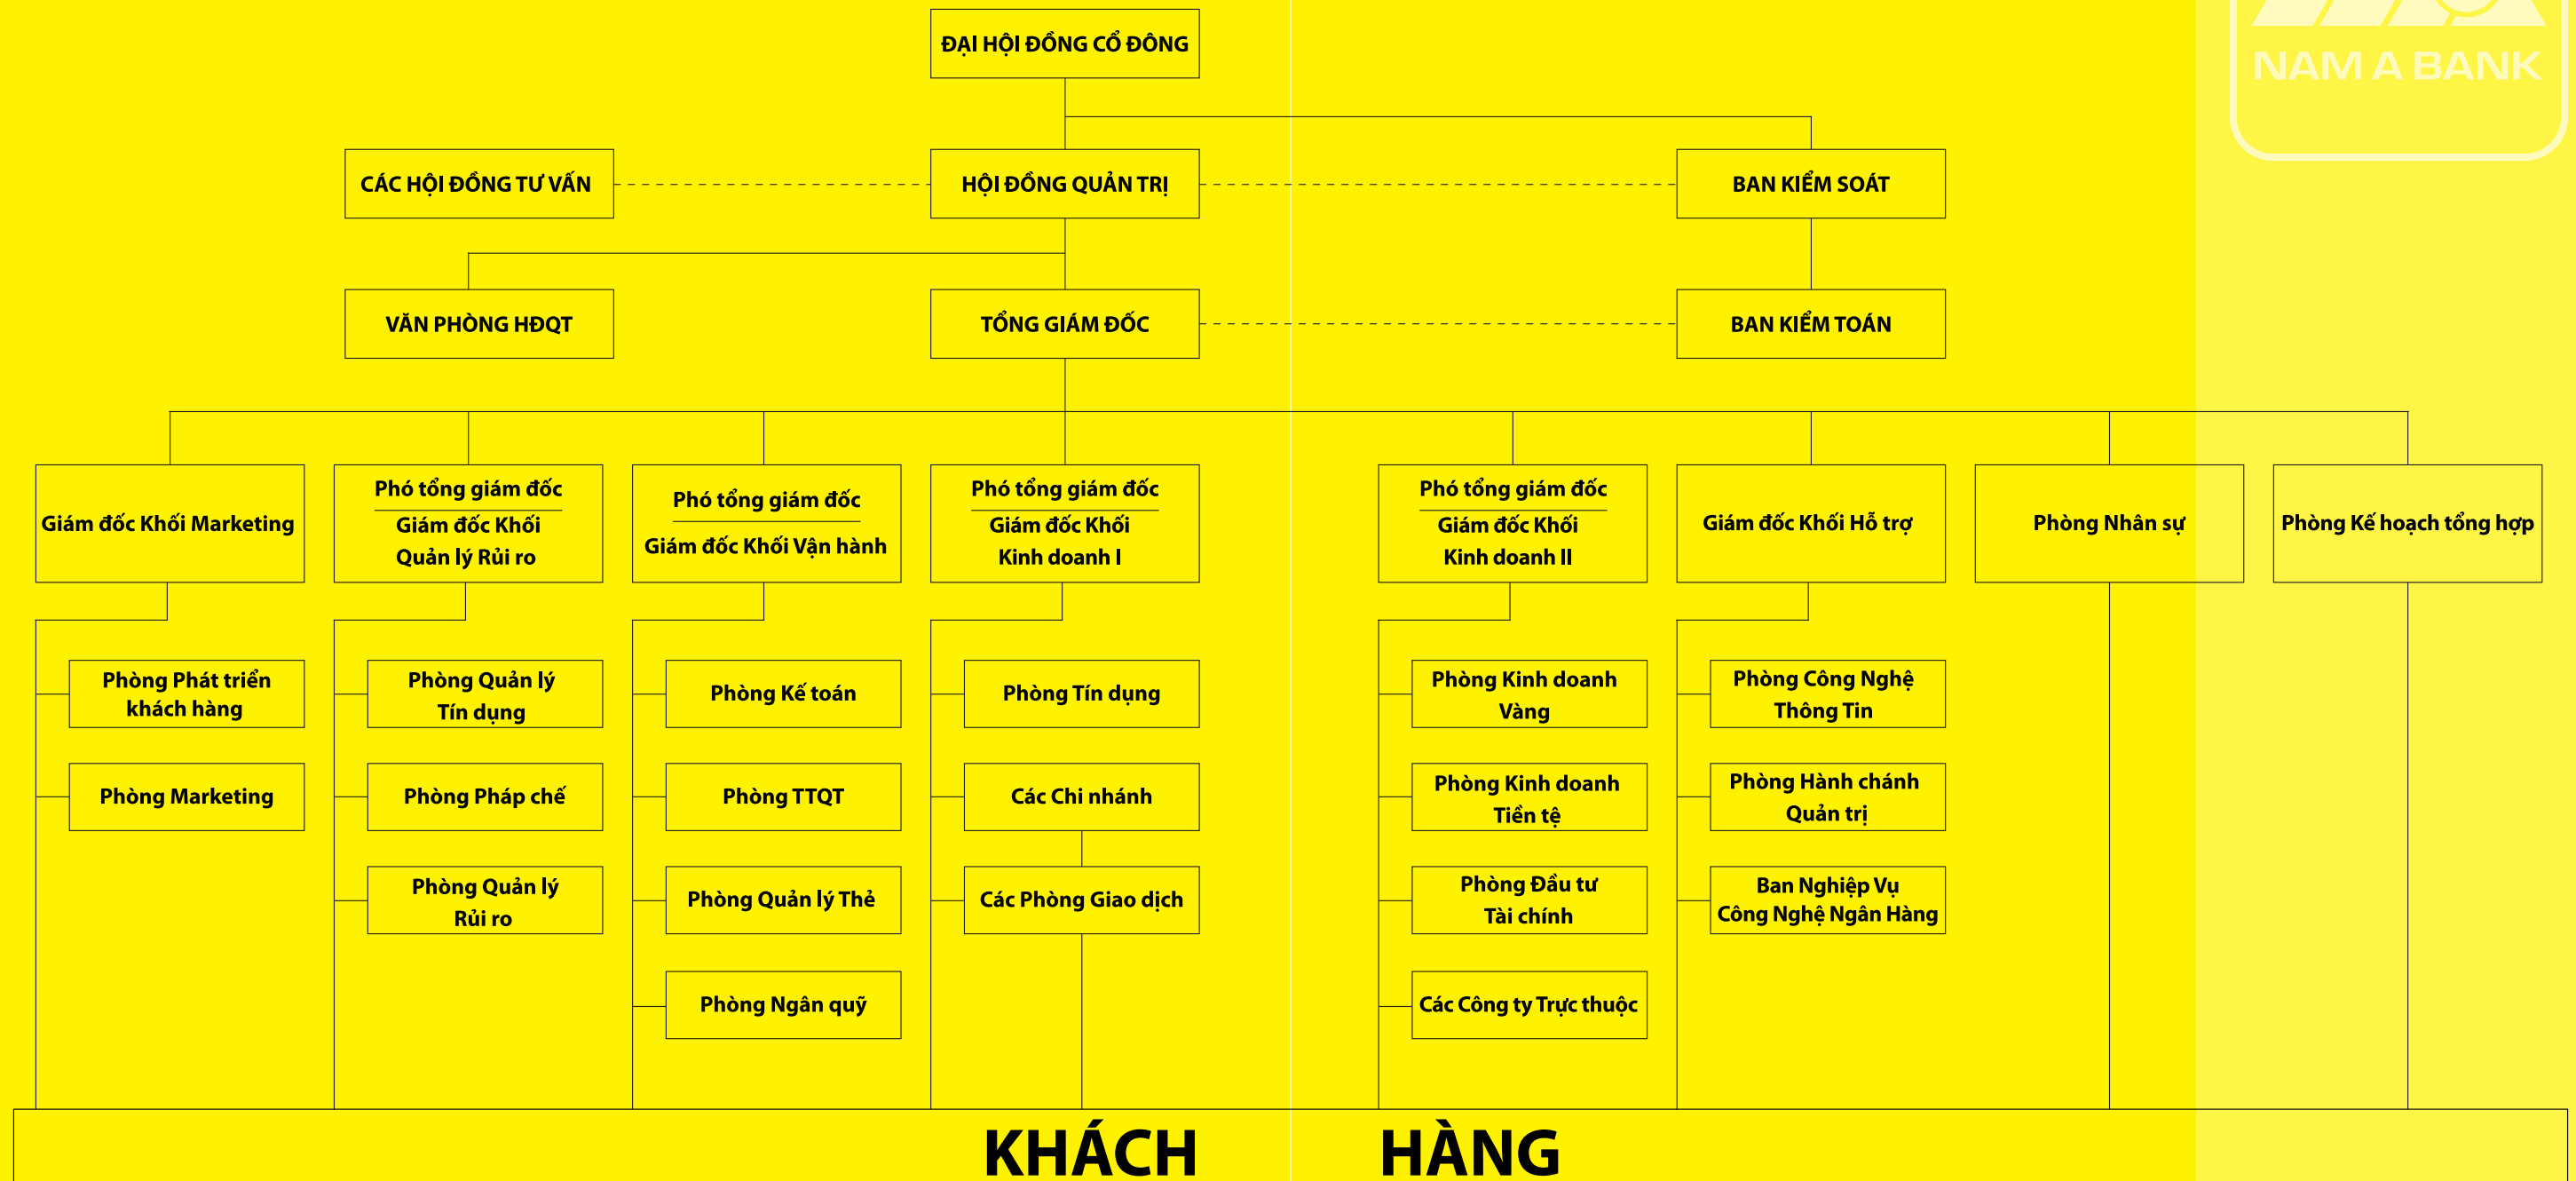 NAM A BANK
ĐẠI HỘI ĐỒNG CỔ ĐÔNG
CÁC HỘI ĐỒNG TƯ VẤN
HỘI ĐỒNG QUẢN TRỊ
BAN KIỂM SOÁT
VĂN PHÒNG HĐQT
TỔNG GIÁM ĐỐC
BAN KIỂM TOÁN
Giám đốc Khối Marketing
Phó tổng giám đốc
Giám đốc Khối
Quản lý Rủi ro
Phó tổng giám đốc
Giám đốc Khối Vận hành
Phó tổng giám đốc
Giám đốc Khối
Kinh doanh I
Phó tổng giám đốc
Giám đốc Khối
Kinh doanh II
Giám đốc Khối Hỗ trợ
Phòng Nhân sự
Phòng Kế hoạch tổng hợp
Phòng Phát triển
khách hàng
Phòng Marketing
Phòng Quản lý
Tín dụng
Phòng Pháp chế
Phòng Quản lý
Rủi ro
Phòng Kế toán
Phòng TTQT
Phòng Quản lý Thẻ
Phòng Ngân quỹ
Phòng Tín dụng
Các Chi nhánh
Các Phòng Giao dịch
Phòng Kinh doanh
Vàng
Phòng Kinh doanh
Tiền tệ
Phòng Đầu tư
Tài chính
Các Công ty Trực thuộc
Phòng Công Nghệ
Thông Tin
Phòng Hành chánh
Quản trị
Ban Nghiệp Vụ
Công Nghệ Ngân Hàng
KHÁCH HÀNG